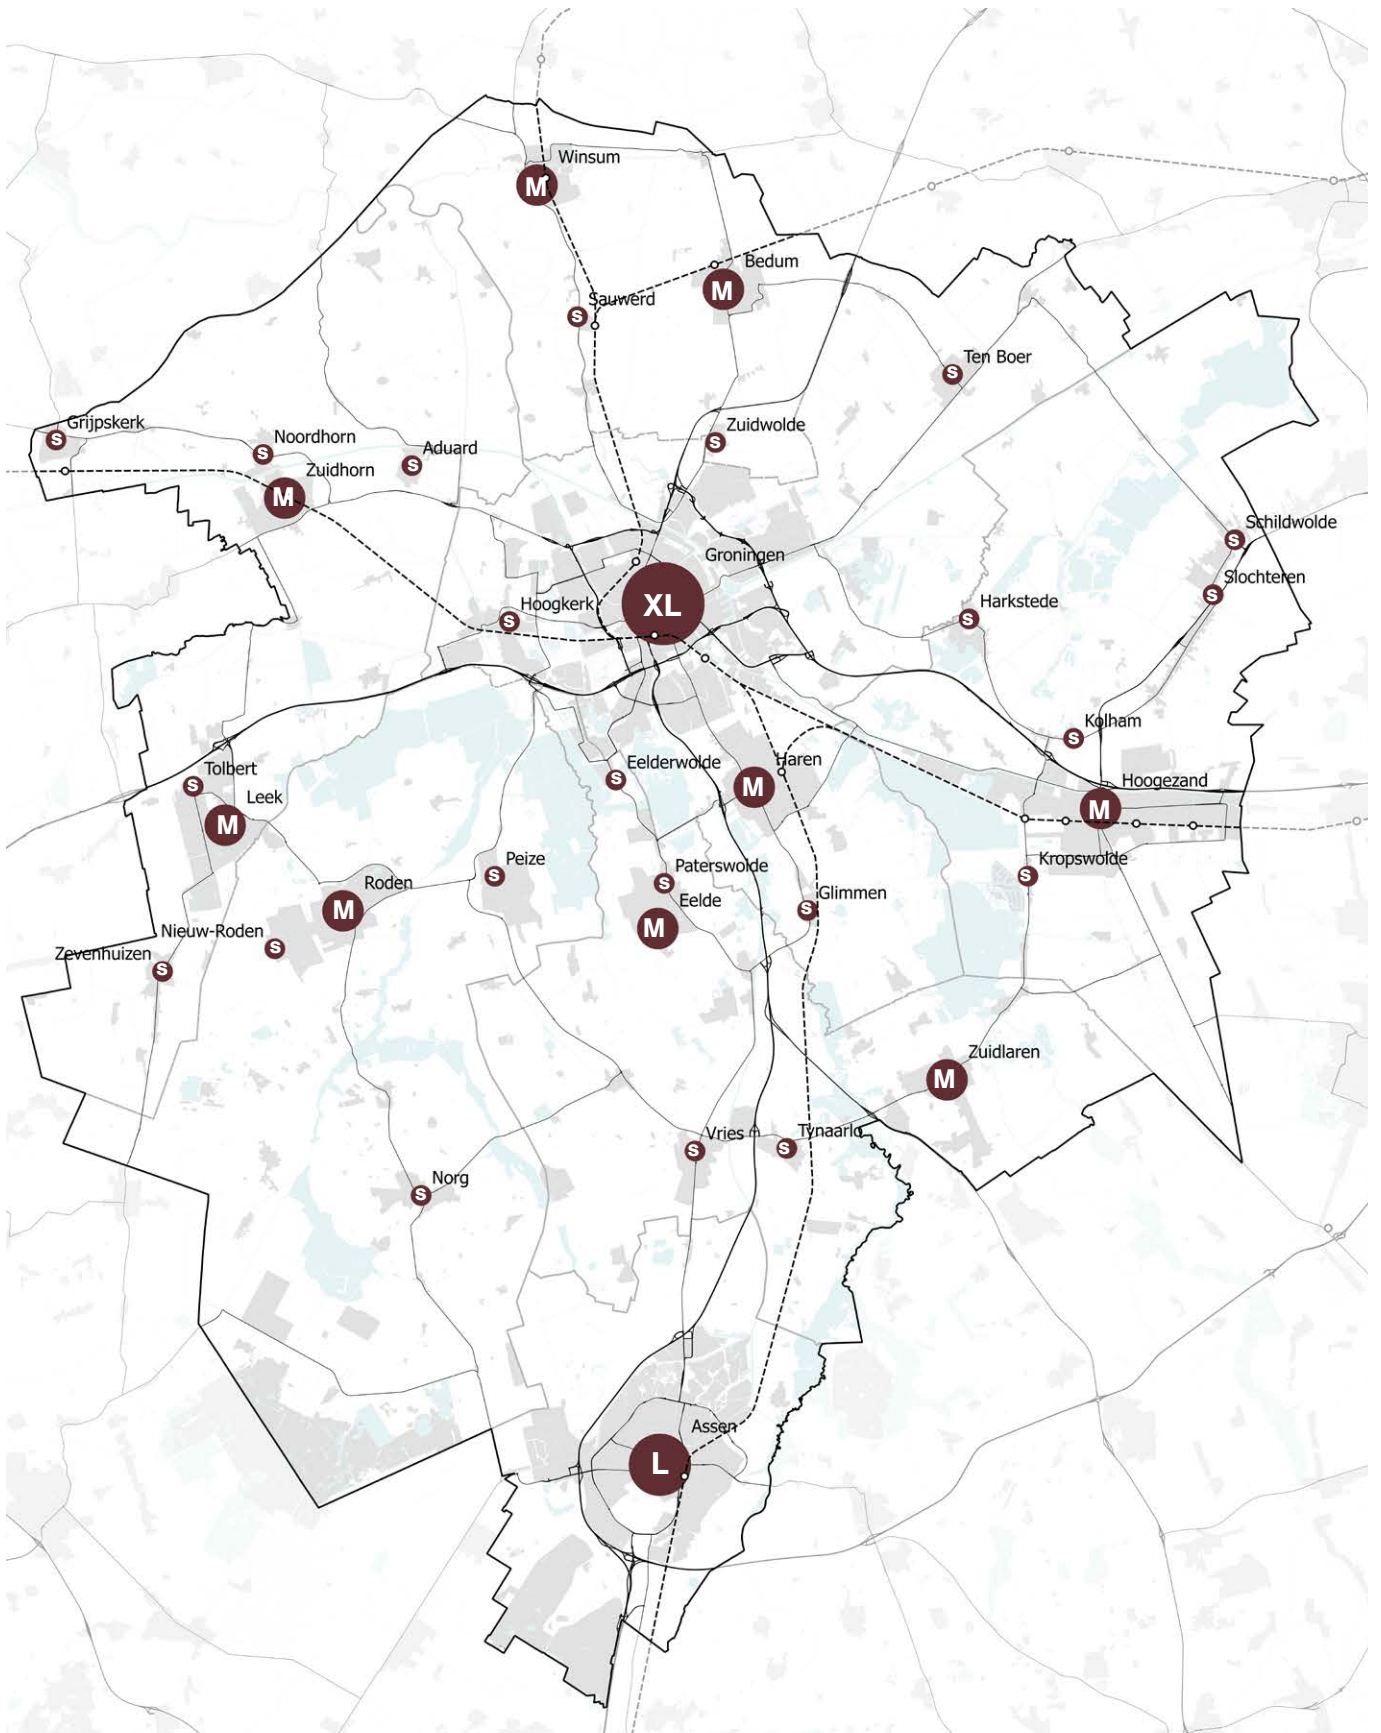 Winsum
M
Bedum
M
Sauwerd
S
Ten Boer
S
Grijpskerk
S
Noordhorn
S
Zuidwolde
S
Aduard
S
Zuidhorn
M
Schildwolde
S
Groningen
XL
Slochteren
S
Hoogkerk
S
Harkstede
S
Kolham
S
Tolbert
S
Eelderwolde
S
Haren
M
Hoogezand
M
Leek
M
Peize
S
Paterswolde
S
Kropswolde
S
Roden
M
Eelde
M
Glimmen
S
Nieuw-Roden
S
Zevenhuizen
S
Zuidlaren
M
Vries
S
Tynaarlo
S
Norg
S
Assen
L